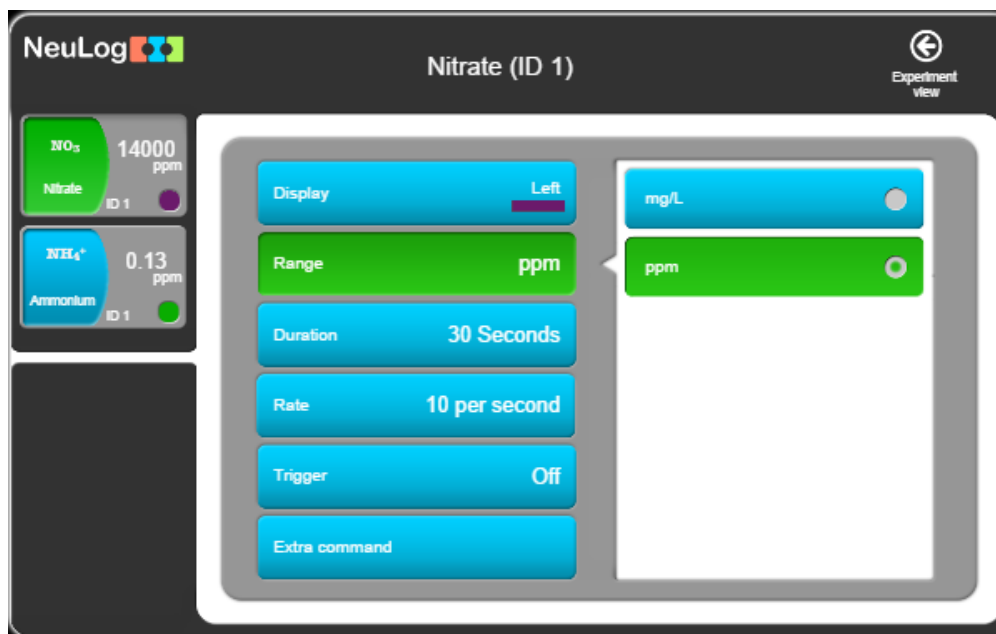 NeuLog
Nitrate (ID 1)
Experiment
view
NO₃
14000
ppm
Nitrate
ID 1
NH₄⁺
0.13
ppm
Ammonium
ID 1
Display
Left
Range
ppm
Duration
30 Seconds
Rate
10 per second
Trigger
Off
Extra command
mg/L
ppm